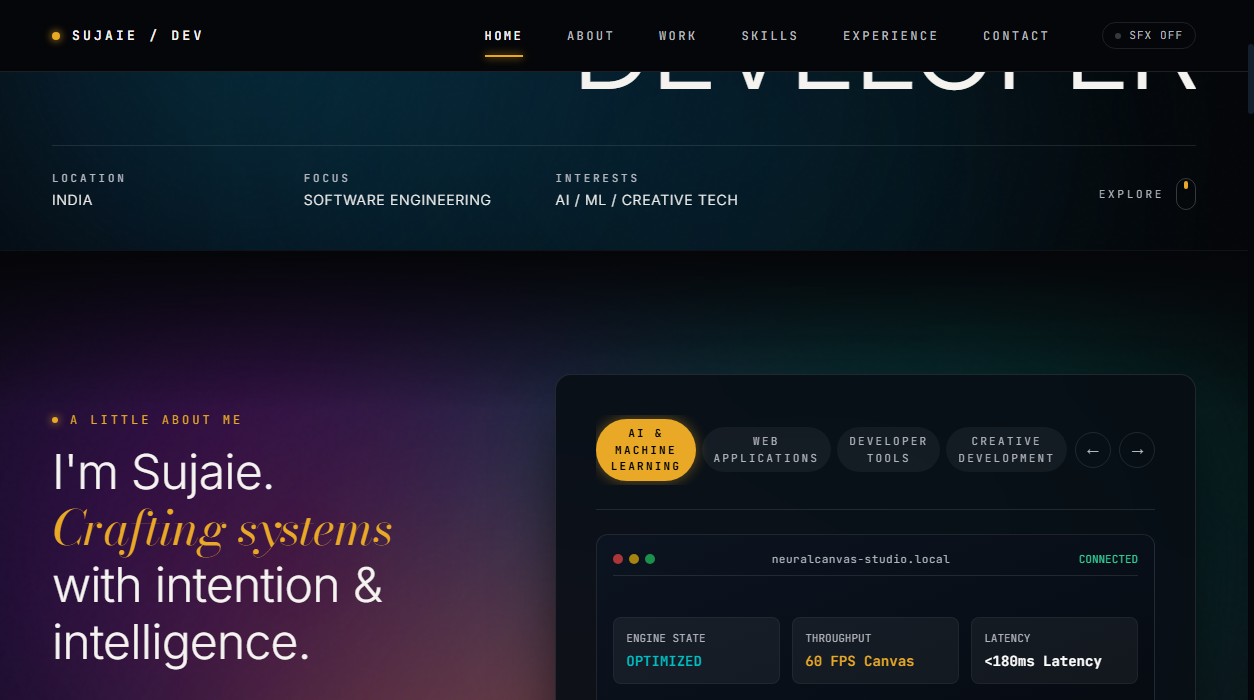 SUJAIE / DEV
HOME ABOUT WORK SKILLS EXPERIENCE CONTACT SFX OFF
DEVELOPER
LOCATION FOCUS INTERESTS
INDIA SOFTWARE ENGINEERING AI / ML / CREATIVE TECH
EXPLORE
A LITTLE ABOUT ME
I'm Sujaie.
Crafting systems
with intention &
intelligence.
AI &
MACHINE
LEARNING
WEB
APPLICATIONS
DEVELOPER
TOOLS
CREATIVE
DEVELOPMENT
← →
neuralcanvas-studio.local CONNECTED
ENGINE STATE
OPTIMIZED
THROUGHPUT
60 FPS Canvas
LATENCY
<180ms Latency